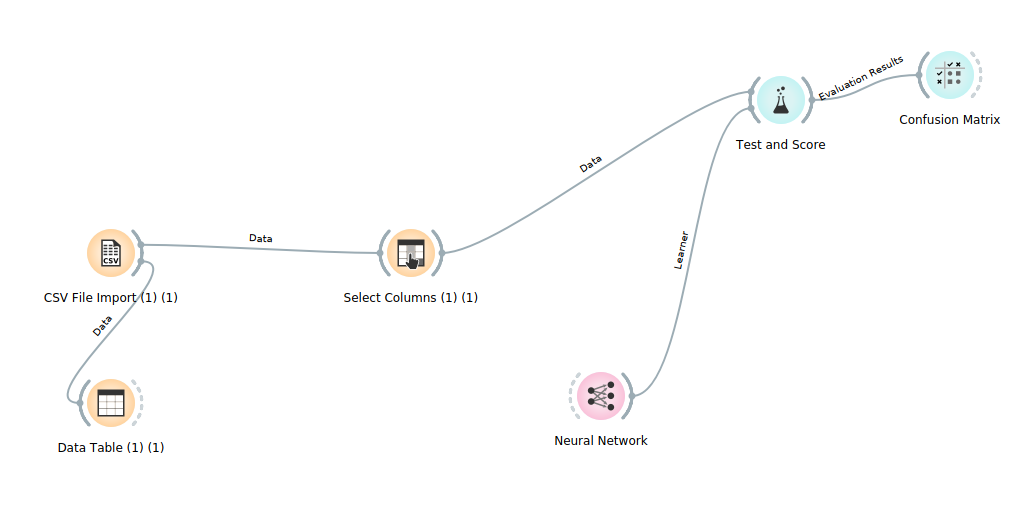 Evaluation Results
Confusion Matrix
Test and Score
Data
Data
CSV
CSV File Import (1) (1)
Select Columns (1) (1)
Learner
Data
Data Table (1) (1)
Neural Network